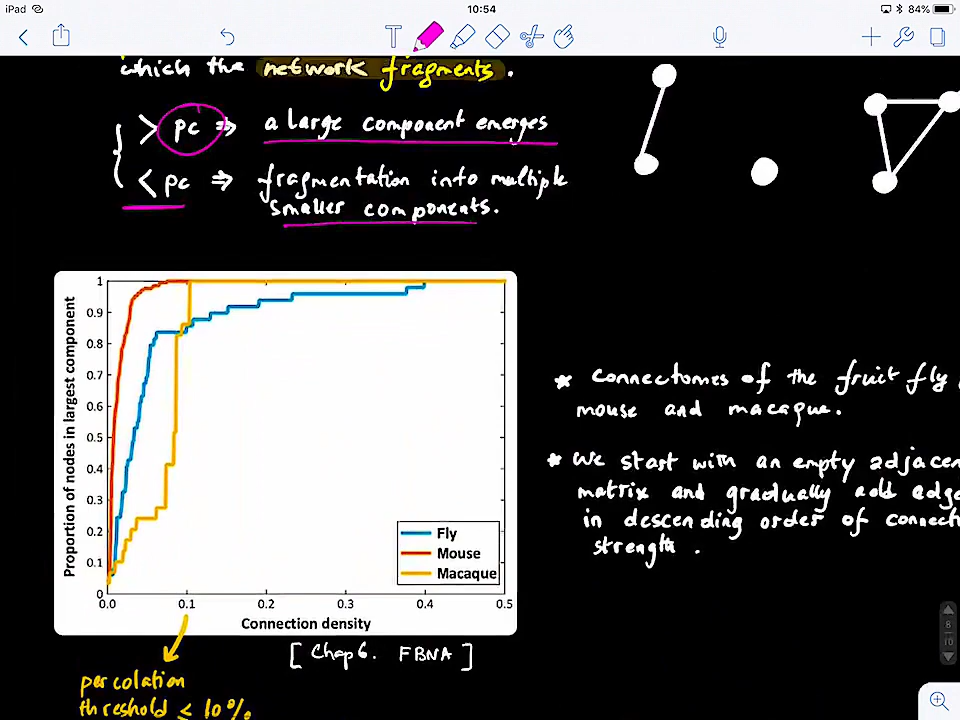 iPad
10:54
84%
which the network fragments.
> pc ⇒ a large component emerges
< pc ⇒ fragmentation into multiple
smaller components.
Proportion of nodes in largest component
1
0.9
0.8
0.7
0.6
0.5
0.4
0.3
0.2
0.1
0
0.0 0.1 0.2 0.3 0.4 0.5
Connection density
Fly
Mouse
Macaque
[ Chap 6. FBNA ]
percolation
threshold ≤ 10%
* Connectomes of the fruit fly,
mouse and macaque.
* We start with an empty adjacen
matrix and gradually add edge
in descending order of connect
strength.
8
10